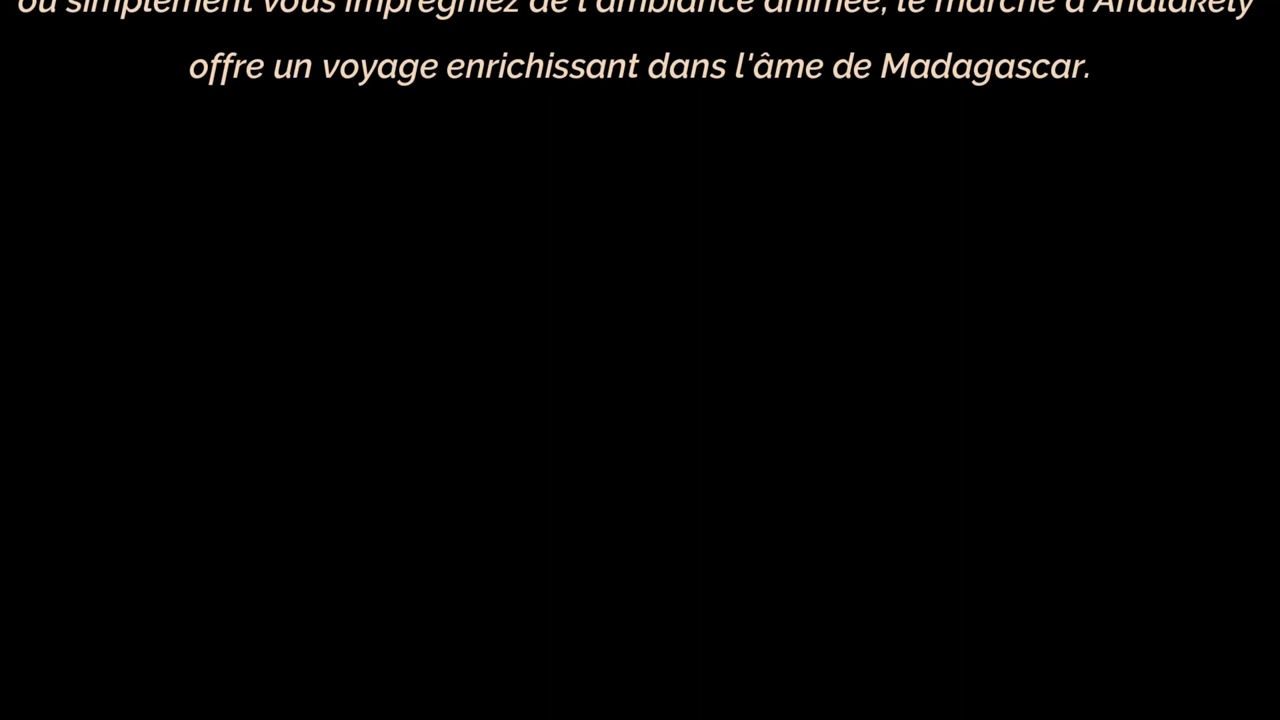 ou simplement vous imprégniez de l'ambiance animée, le marché d'Analakely
offre un voyage enrichissant dans l'âme de Madagascar.